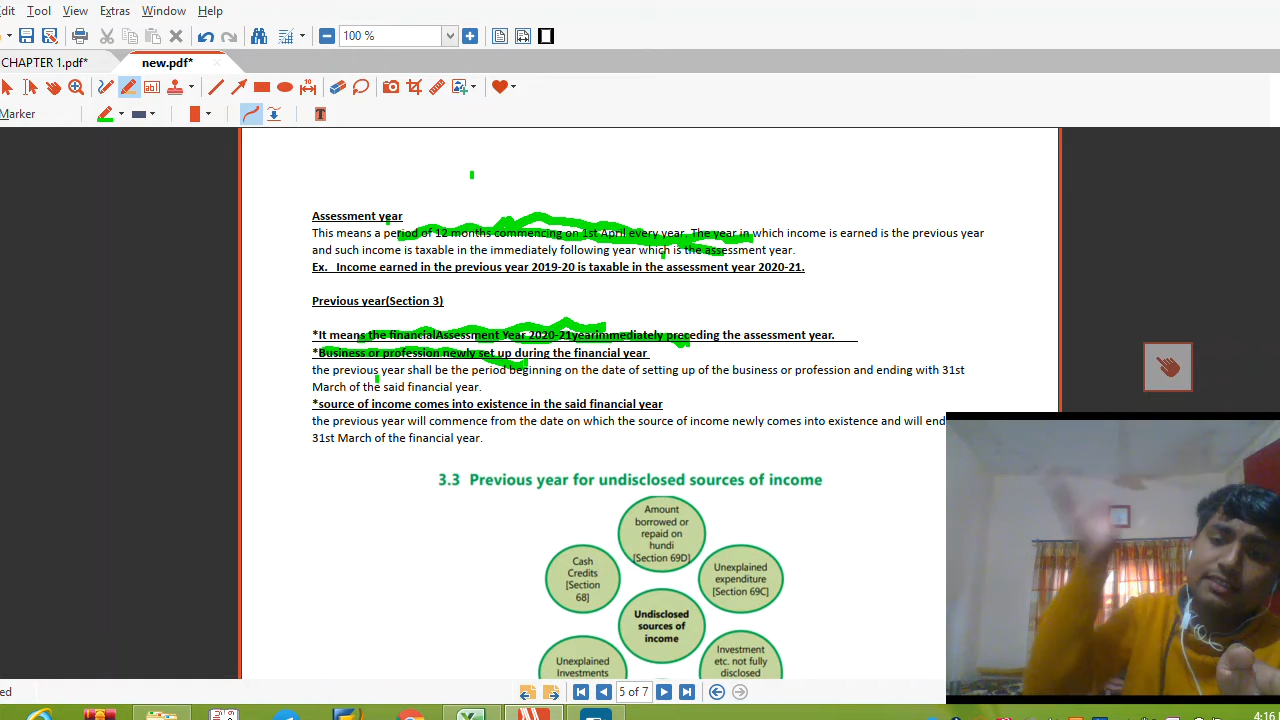 dit Tool View Extras Window Help
100 %
CHAPTER 1.pdf* new.pdf*
10
Marker
T
Assessment year
This means a period of 12 months commencing on 1st April every year. The year in which income is earned is the previous year
and such income is taxable in the immediately following year which is the assessment year.
Ex. Income earned in the previous year 2019-20 is taxable in the assessment year 2020-21.
Previous year(Section 3)
*It means the financialAssessment Year 2020-21yearimmediately preceding the assessment year.
*Business or profession newly set up during the financial year
the previous year shall be the period beginning on the date of setting up of the business or profession and ending with 31st
March of the said financial year.
*source of income comes into existence in the said financial year
the previous year will commence from the date on which the source of income newly comes into existence and will end
31st March of the financial year.
3.3 Previous year for undisclosed sources of income
Amount
borrowed or
repaid on
hundi
[Section 69D]
Cash
Credits
[Section
68]
Unexplained
expenditure
[Section 69C]
Undisclosed
sources of
income
Unexplained
Investments
Investment
etc. not fully
disclosed
ed
5 of 7
4:16